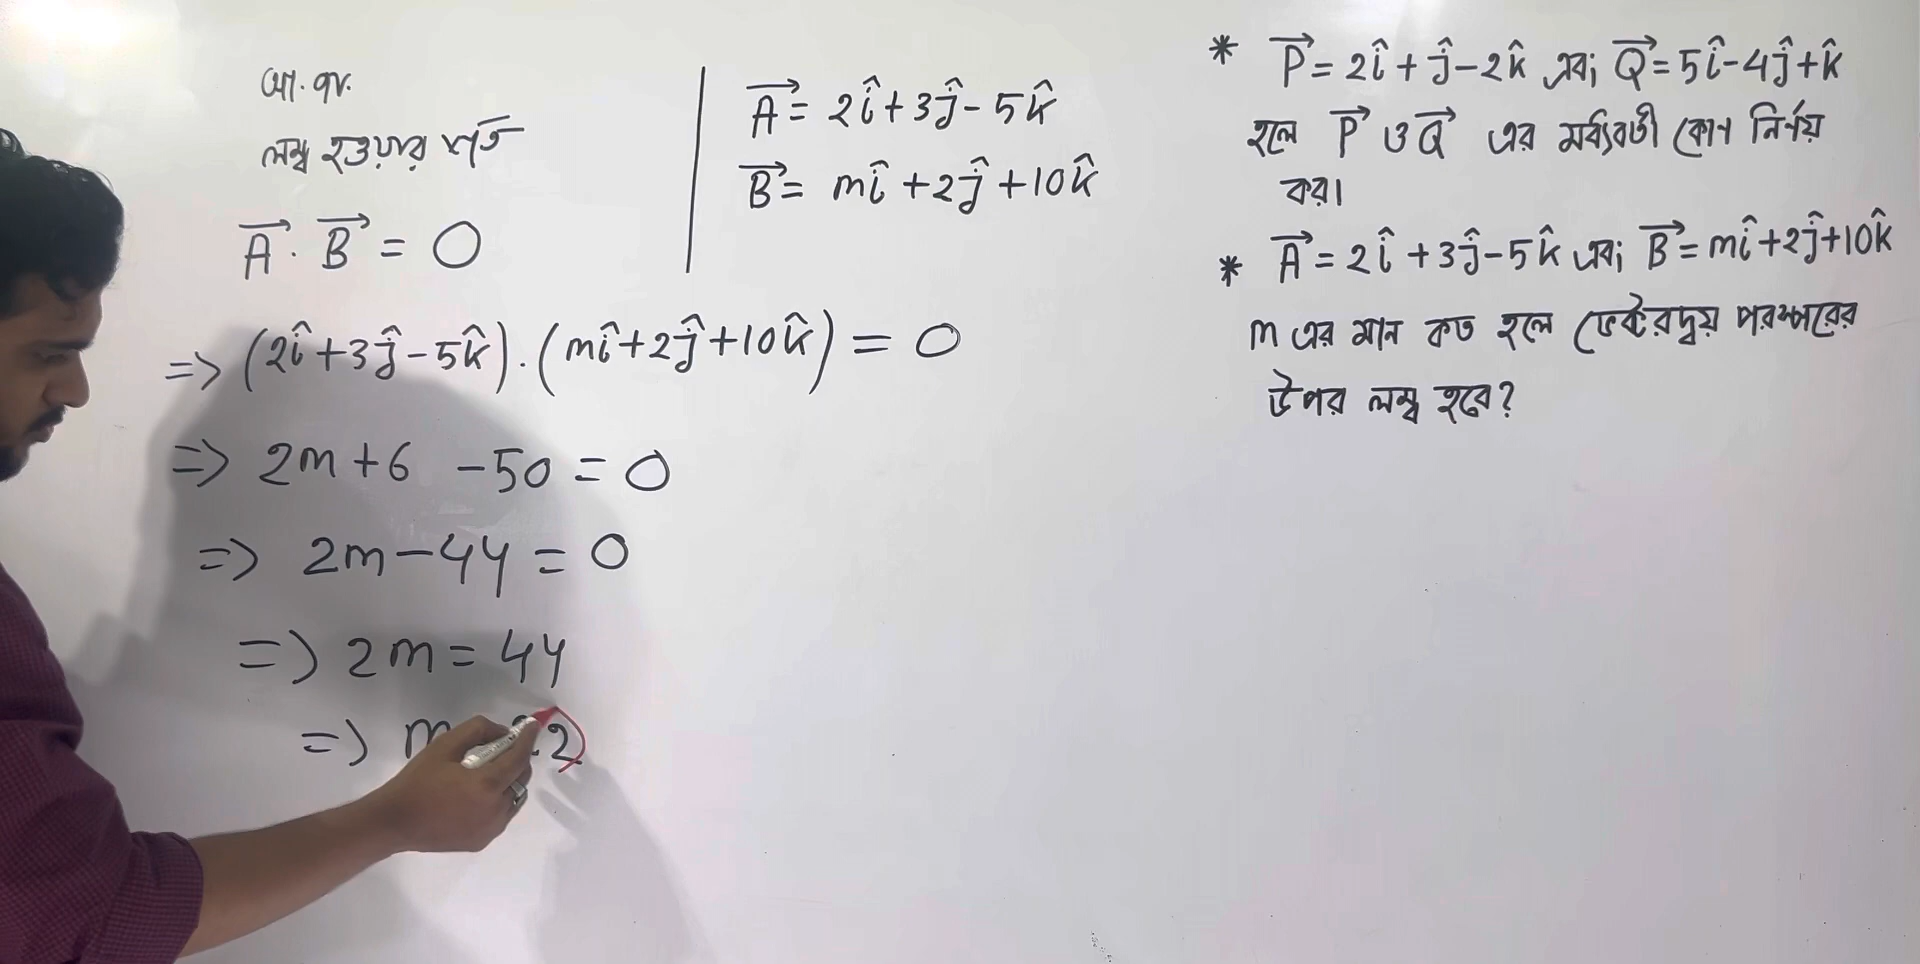 লম্ব হওয়ার শর্ত
A⃗ · B⃗ = 0
=> (2î+3ĵ-5k̂).(mî+2ĵ+10k̂) = 0
=> 2m+6 -50 = 0
=> 2m-44 = 0
=> 2m = 44
=> m 22
A⃗ = 2î+3ĵ-5k̂
B⃗ = mî+2ĵ+10k̂
* P⃗ = 2î+ĵ-2k̂ এবং Q⃗ = 5î-4ĵ+k̂
হলে P⃗ ও Q⃗ এর মধ্যবর্তী কোণ নির্ণয়
কর।
* A⃗ = 2î+3ĵ-5k̂ এবং B⃗ = mî+2ĵ+10k̂
m এর মান কত হলে ভেক্টরদ্বয় পরস্পরের
উপর লম্ব হবে?